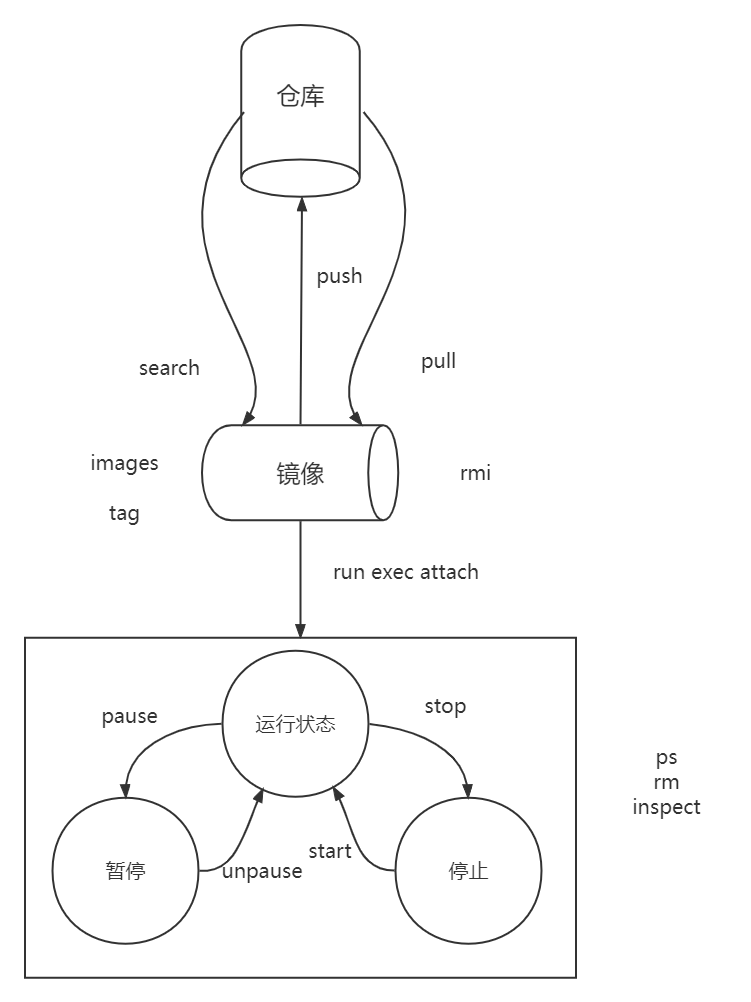 仓库
push
search
pull
images
镜像
rmi
tag
run exec attach
运行状态
pause
stop
ps
rm
inspect
start
unpause
暂停
停止